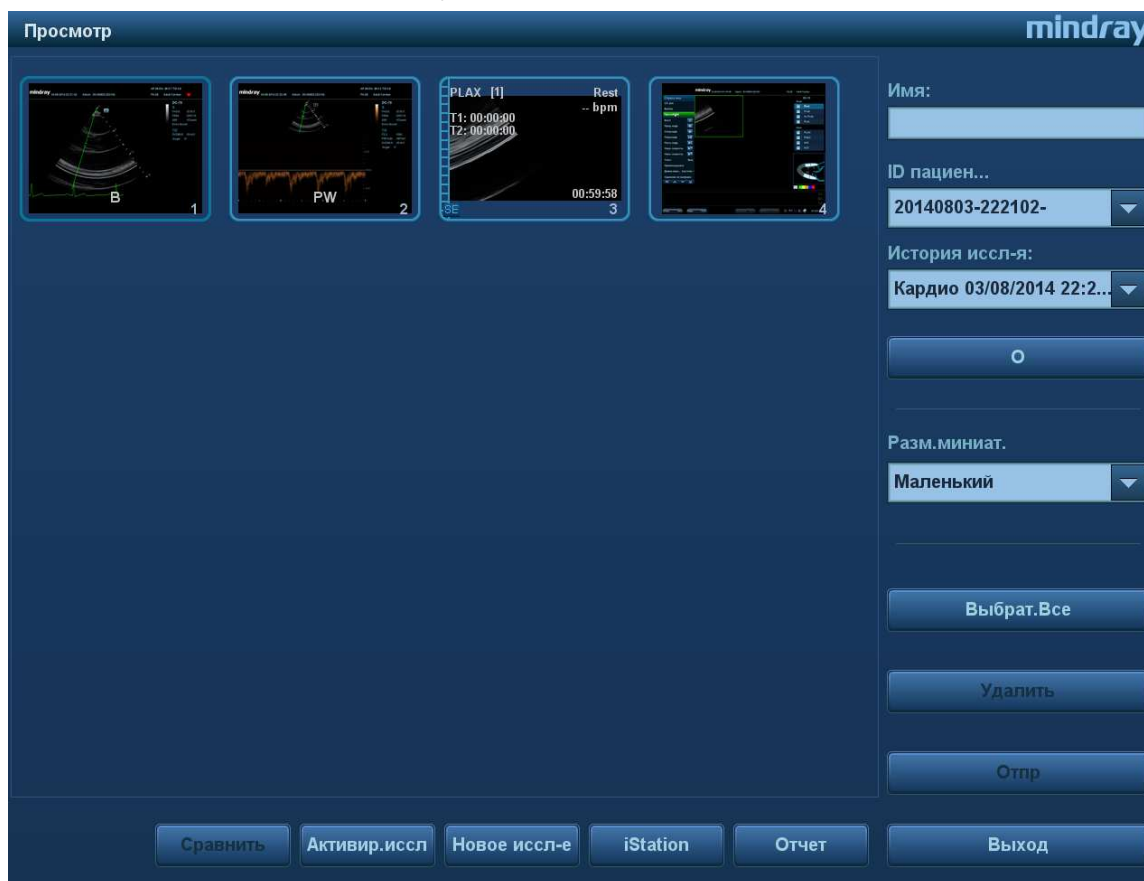 Просмотр
mindray
PLAX [1]
Rest
-- bpm
T1: 00:00:00
T2: 00:00:00
00:59:58
B
1
PW
2
SE
3
4
Имя:
ID пациен...
20140803-222102-
История иссл-я:
Кардио 03/08/2014 22:2...
О
Разм.миниат.
Маленький
Выбрат.Все
Удалить
Отпр
Сравнить
Активир.иссл
Новое иссл-е
iStation
Отчет
Выход